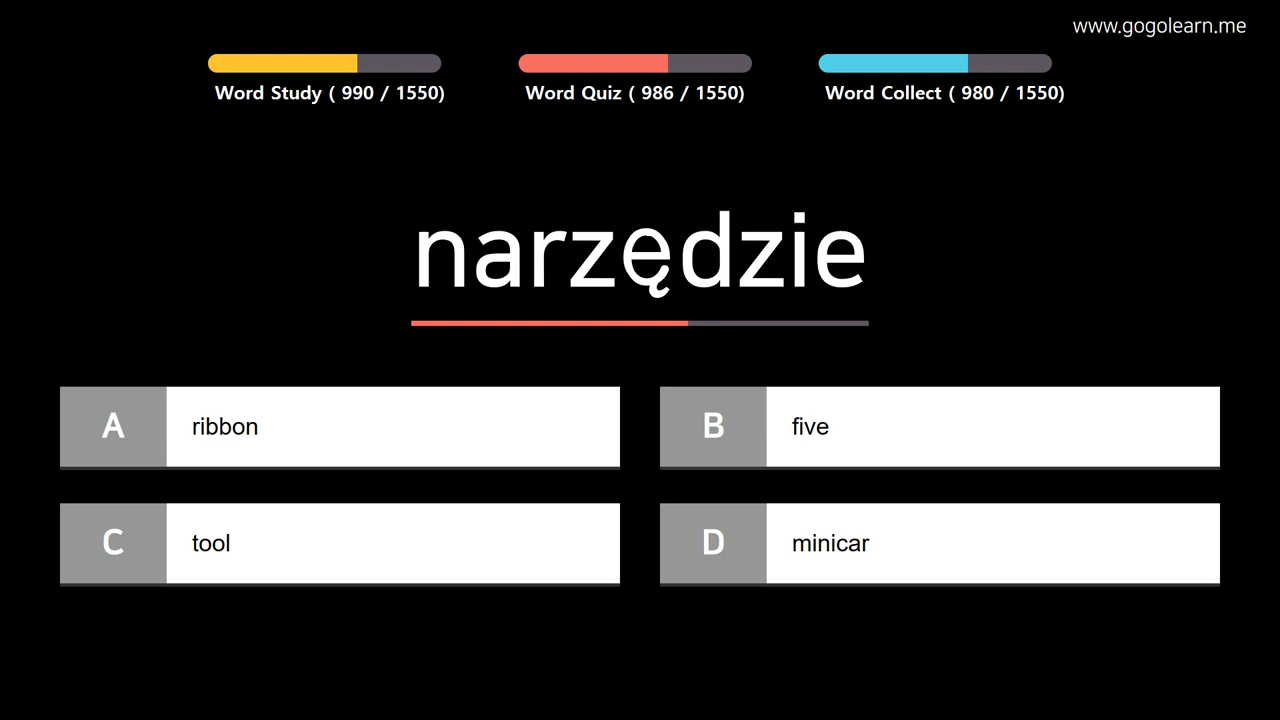 www.gogolearn.me
Word Study ( 990 / 1550)
Word Quiz ( 986 / 1550)
Word Collect ( 980 / 1550)
narzędzie
A ribbon
B five
C tool
D minicar